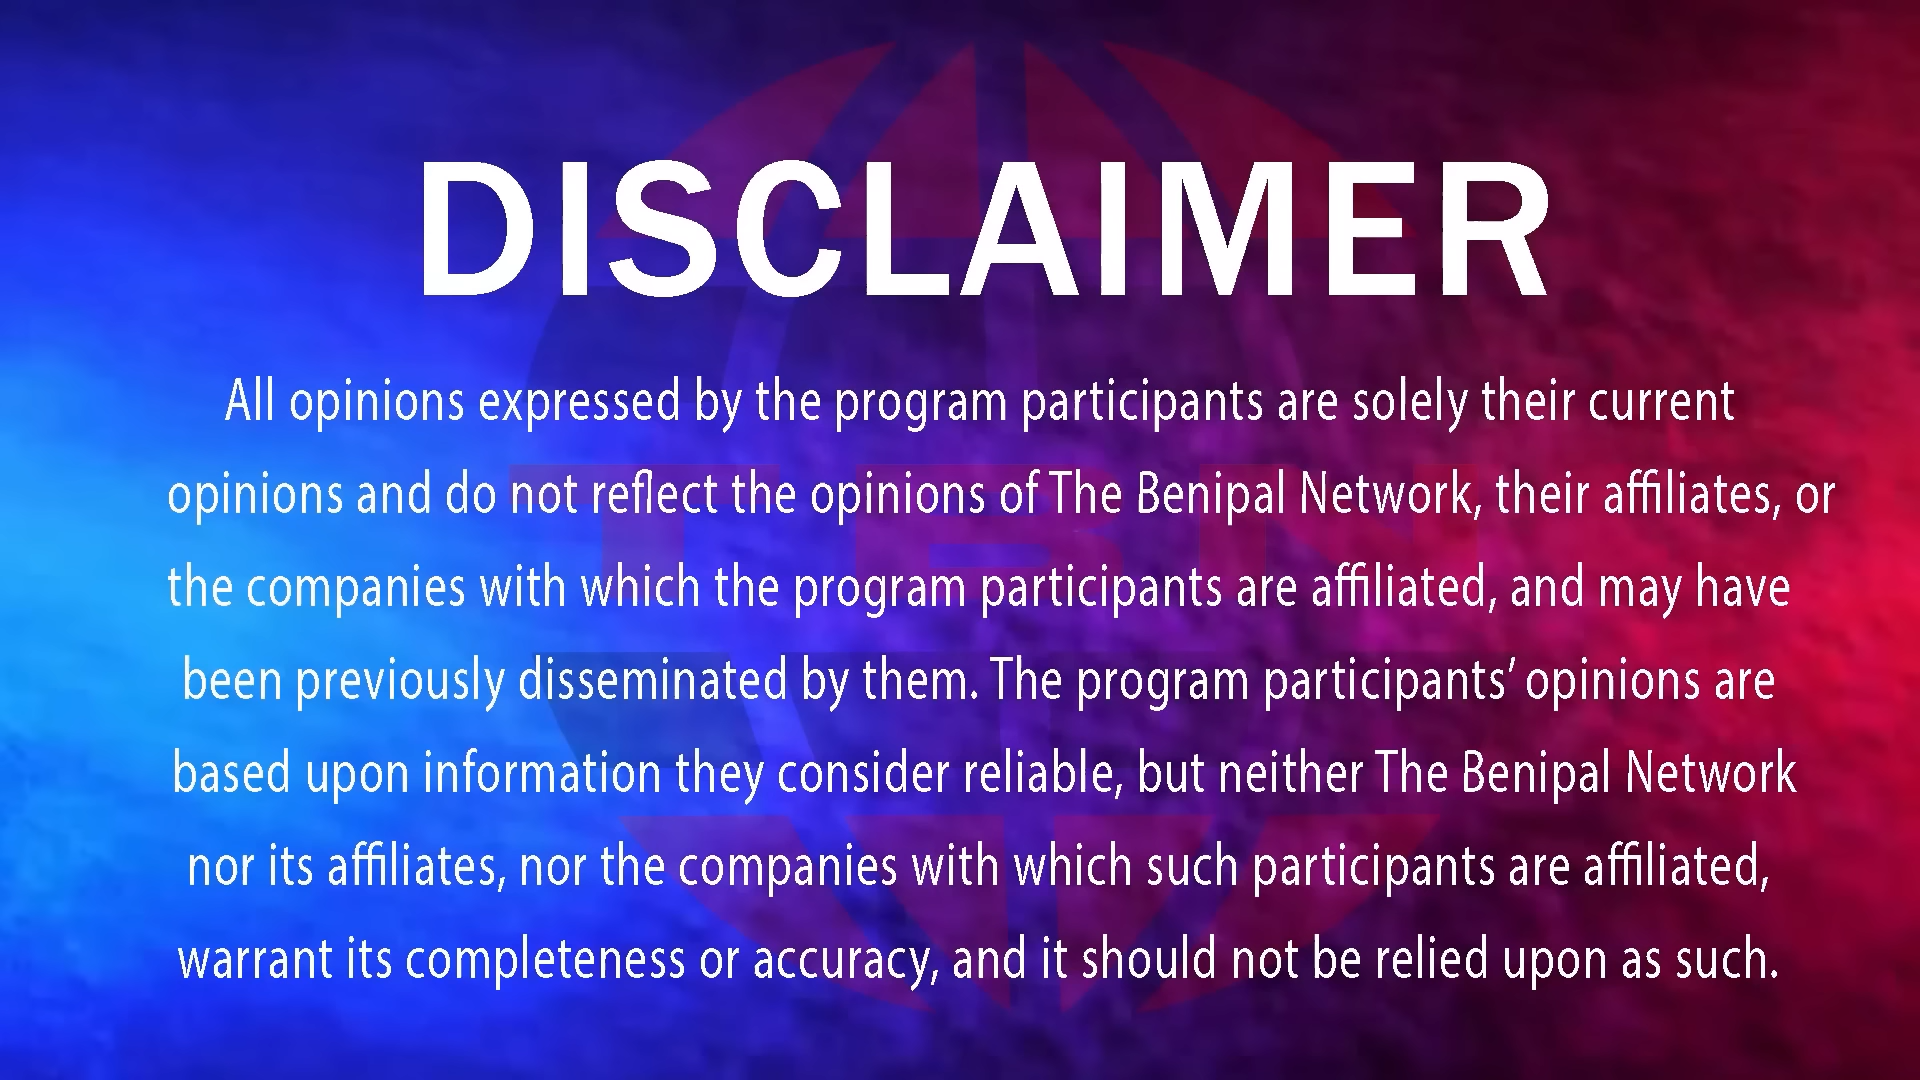 DISCLAIMER
All opinions expressed by the program participants are solely their current
opinions and do not reflect the opinions of The Benipal Network, their affiliates, or
the companies with which the program participants are affiliated, and may have
been previously disseminated by them. The program participants’ opinions are
based upon information they consider reliable, but neither The Benipal Network
nor its affiliates, nor the companies with which such participants are affiliated,
warrant its completeness or accuracy, and it should not be relied upon as such.
TBN